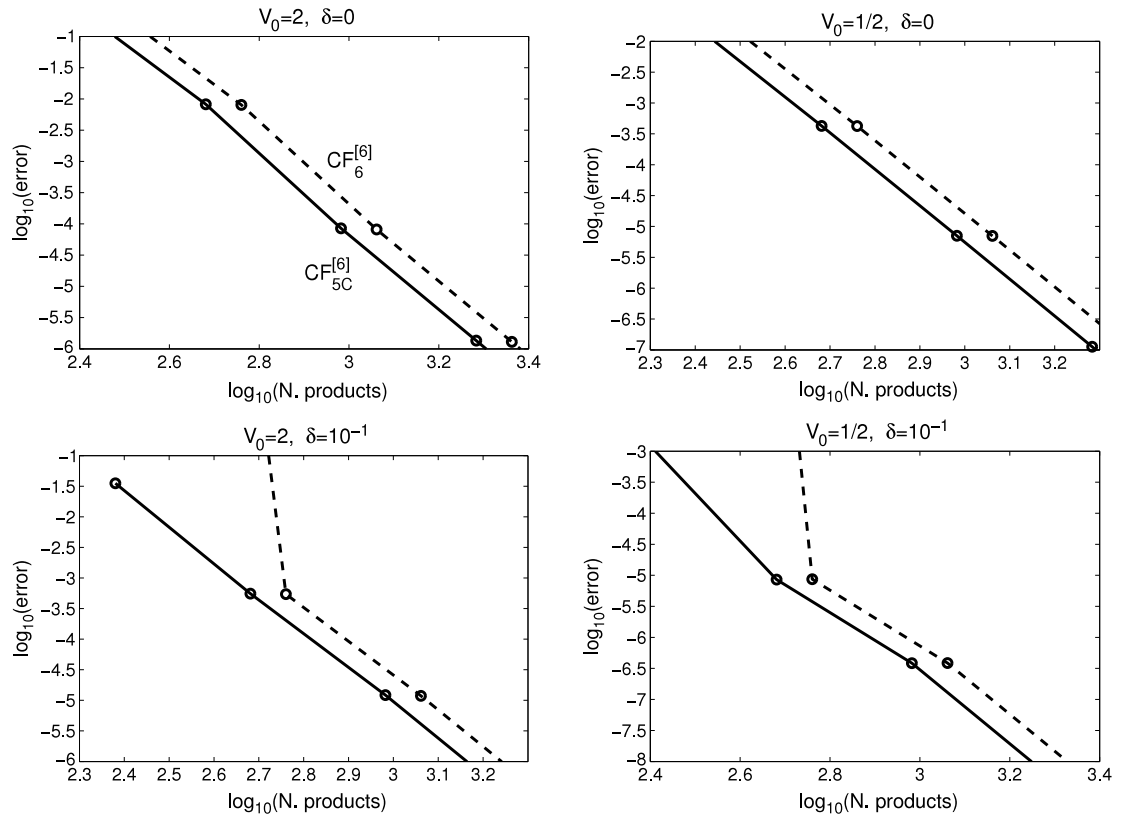 V₀=2, δ=0
−1
−1.5
−2
−2.5
−3
−3.5
−4
−4.5
−5
−5.5
−6
log₁₀(error)
CF₆^[6]
CF_5C^[6]
2.4 2.6 2.8 3 3.2 3.4
log₁₀(N. products)
V₀=1/2, δ=0
−2
−2.5
−3
−3.5
−4
−4.5
−5
−5.5
−6
−6.5
−7
log₁₀(error)
2.3 2.4 2.5 2.6 2.7 2.8 2.9 3 3.1 3.2 3.3
log₁₀(N. products)
V₀=2, δ=10⁻¹
−1
−1.5
−2
−2.5
−3
−3.5
−4
−4.5
−5
−5.5
−6
log₁₀(error)
2.3 2.4 2.5 2.6 2.7 2.8 2.9 3 3.1 3.2
log₁₀(N. products)
V₀=1/2, δ=10⁻¹
−3
−3.5
−4
−4.5
−5
−5.5
−6
−6.5
−7
−7.5
−8
log₁₀(error)
2.4 2.6 2.8 3 3.2 3.4
log₁₀(N. products)